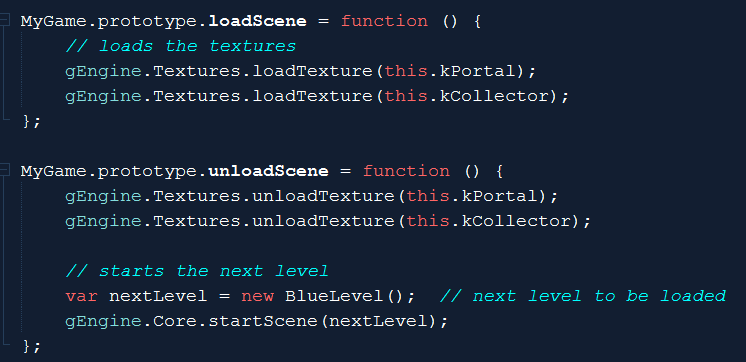 MyGame.prototype.loadScene = function () {
    // loads the textures
    gEngine.Textures.loadTexture(this.kPortal);
    gEngine.Textures.loadTexture(this.kCollector);
};

MyGame.prototype.unloadScene = function () {
    gEngine.Textures.unloadTexture(this.kPortal);
    gEngine.Textures.unloadTexture(this.kCollector);

    // starts the next level
    var nextLevel = new BlueLevel();  // next level to be loaded
    gEngine.Core.startScene(nextLevel);
};